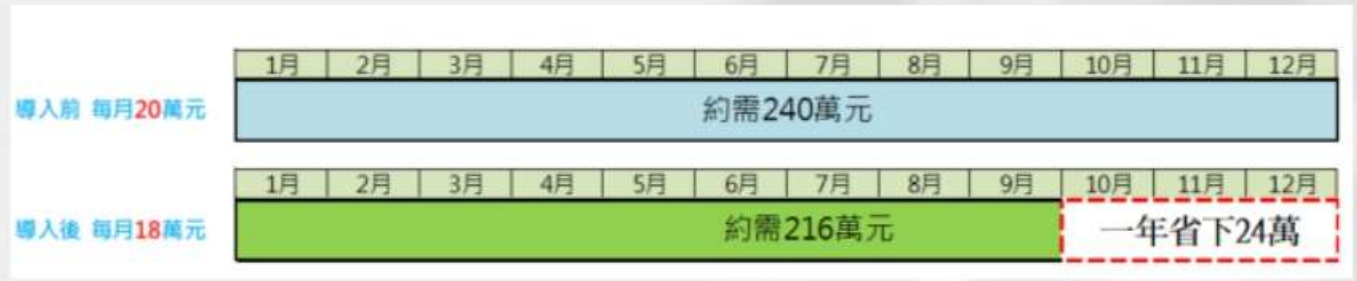 1月 2月 3月 4月 5月 6月 7月 8月 9月 10月 11月 12月
導入前 每月20萬元 約需240萬元
1月 2月 3月 4月 5月 6月 7月 8月 9月 10月 11月 12月
導入後 每月18萬元 約需216萬元 一年省下24萬